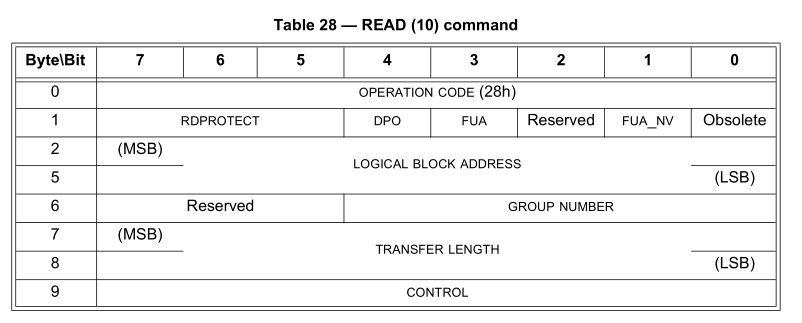 Table 28 — READ (10) command
Byte\Bit 7 6 5 4 3 2 1 0
0 OPERATION CODE (28h)
1 RDPROTECT DPO FUA Reserved FUA_NV Obsolete
2 (MSB)
LOGICAL BLOCK ADDRESS
5 (LSB)
6 Reserved GROUP NUMBER
7 (MSB)
TRANSFER LENGTH
8 (LSB)
9 CONTROL